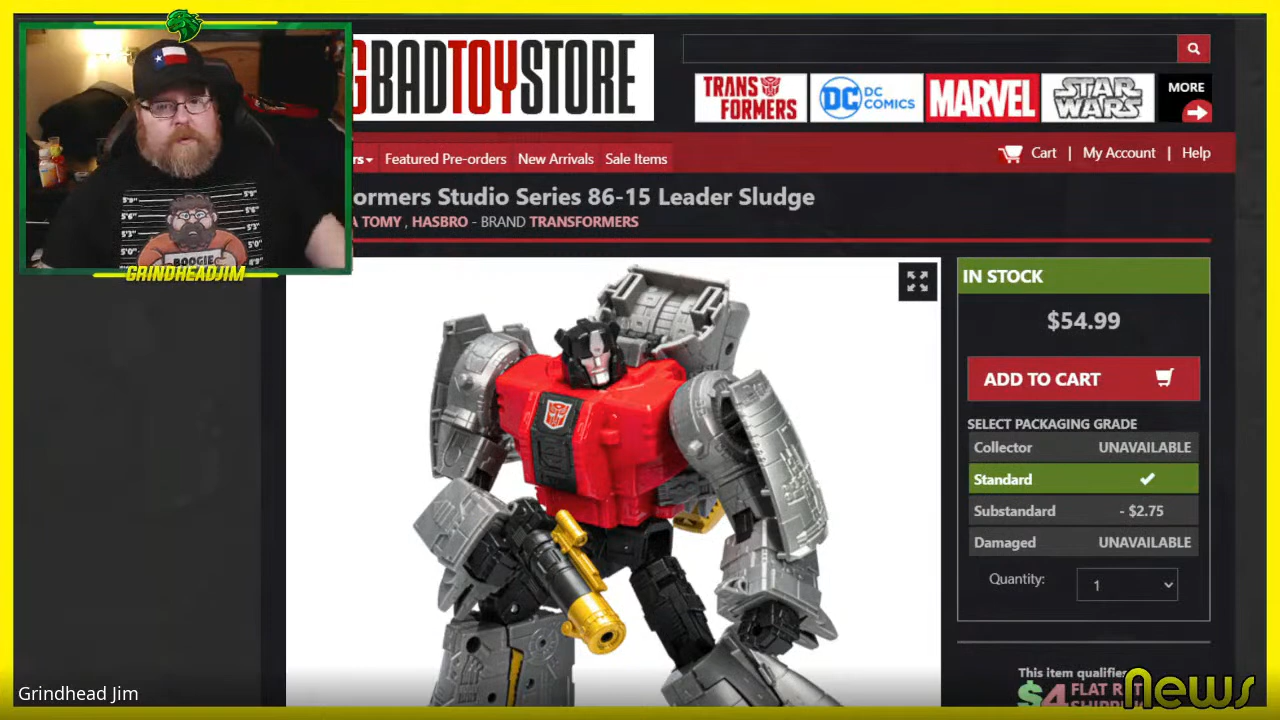 GBADTOYSTORE
TRANS FORMERS
DC COMICS
MARVEL
STAR WARS
MORE
rs
Featured Pre-orders
New Arrivals
Sale Items
Cart | My Account | Help
ormers Studio Series 86-15 Leader Sludge
A TOMY , HASBRO - BRAND TRANSFORMERS
BOOGIE
GRINDHEADJIM
IN STOCK
$54.99
ADD TO CART
SELECT PACKAGING GRADE
Collector UNAVAILABLE
Standard
Substandard - $2.75
Damaged UNAVAILABLE
Quantity: 1
This item qualifies
$4 FLAT
Grindhead Jim
News